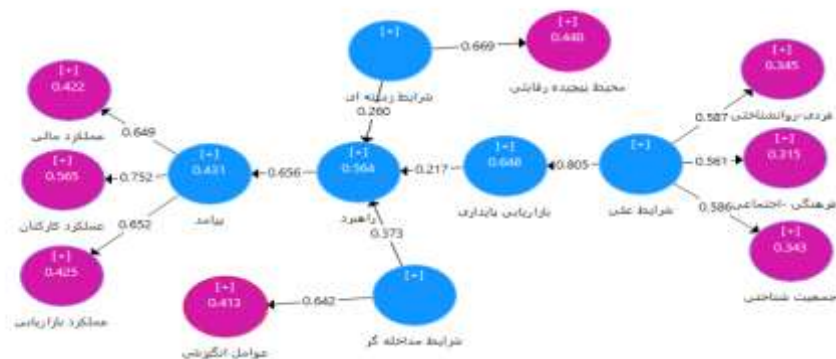 [+]
[+]
0.440
0.669
شرایط زمینه ای
محیط پیچیده رقابتی
[+]
0.422
عملکرد مالی
[+]
0.345
فردی-روانشناختی
0.260
0.649
0.587
[+]
0.565
عملکرد کارکنان
0.752
[+]
0.431
پیامد
0.656
[+]
0.564
راهبرد
0.217
[+]
0.648
بازاریابی پایداری
0.805
[+]
شرایط علی
0.561
[+]
0.315
فرهنگی -اجتماعی
0.652
0.373
0.586
[+]
0.425
عملکرد بازاریابی
[+]
0.343
جمعیت شناختی
[+]
0.413
عوامل انگیزشی
0.642
[+]
شرایط مداخله گر